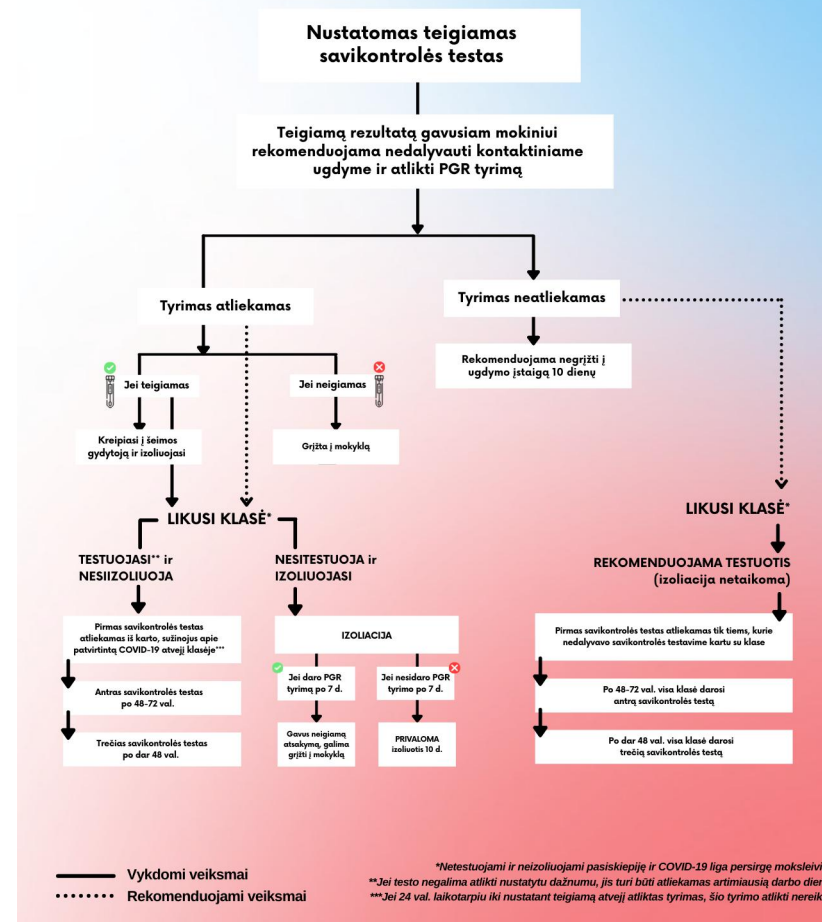 Nustatomas teigiamas
savikontrolės testas
Teigiamą rezultatą gavusiam mokiniui
rekomenduojama nedalyvauti kontaktiniame
ugdyme ir atlikti PGR tyrimą
Tyrimas atliekamas
Tyrimas neatliekamas
Jei teigiamas
Jei neigiamas
Rekomenduojama negrįžti į
ugdymo įstaigą 10 dienų
Kreipiasi į šeimos
gydytoją ir izoliuojasi
Grįžta į mokyklą
LIKUSI KLASĖ*
TESTUOJASI** ir
NESIIZOLIUOJA
NESITESTUOJA ir
IZOLIUOJASI
Pirmas savikontrolės testas
atliekamas iš karto, sužinojus apie
patvirtintą COVID-19 atvejį klasėje***
Antras savikontrolės testas
po 48-72 val.
Trečias savikontrolės testas
po dar 48 val.
IZOLIACIJA
Jei daro PGR
tyrimą po 7 d.
Jei nesidaro PGR
tyrimo po 7 d.
Gavus neigiamą
atsakymą, galima
grįžti į mokyklą
PRIVALOMA
izoliuotis 10 d.
LIKUSI KLASĖ*
REKOMENDUOJAMA TESTUOTIS
(izoliacija netaikoma)
Pirmas savikontrolės testas atliekamas tik tiems, kurie
nedalyvavo savikontrolės testavime kartu su klase
Po 48-72 val. visa klasė darosi
antrą savikontrolės testą
Po dar 48 val. visa klasė darosi
trečią savikontrolės testą
Vykdomi veiksmai
Rekomenduojami veiksmai
*Netestuojami ir neizoliuojami pasiskiepiję ir COVID-19 liga persirgę moksleivi
**Jei testo negalima atlikti nustatytu dažnumu, jis turi būti atliekamas artimiausią darbo dien
***Jei 24 val. laikotarpiu iki nustatant teigiamą atvejį atliktas tyrimas, šio tyrimo atlikti nereik